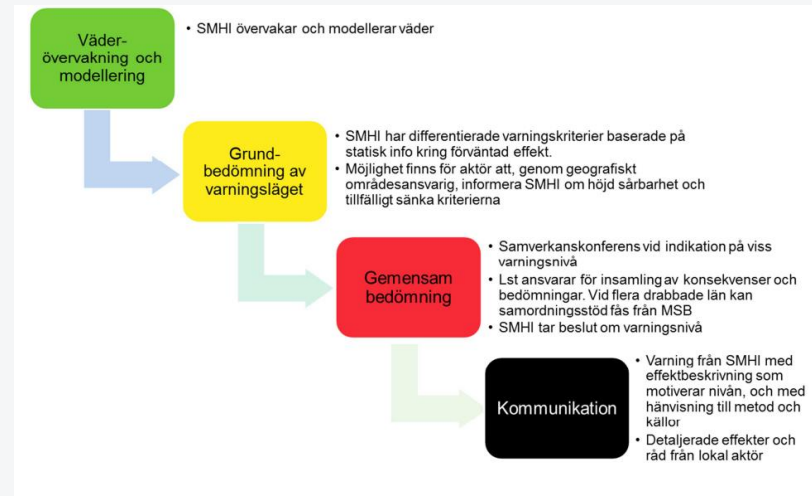 Väder-
övervakning och
modellering
• SMHI övervakar och modellerar väder
Grund-
bedömning av
varningsläget
• SMHI har differentierade varningskriterier baserade på
statisk info kring förväntad effekt.
• Möjlighet finns för aktör att, genom geografiskt
områdesansvarig, informera SMHI om höjd sårbarhet och
tillfälligt sänka kriterierna
Gemensam
bedömning
• Samverkanskonferens vid indikation på viss
varningsnivå
• Lst ansvarar för insamling av konsekvenser och
bedömningar. Vid flera drabbade län kan
samordningsstöd fås från MSB
• SMHI tar beslut om varningsnivå
Kommunikation
• Varning från SMHI med
effektbeskrivning som
motiverar nivån, och med
hänvisning till metod och
källor
• Detaljerade effekter och
råd från lokal aktör